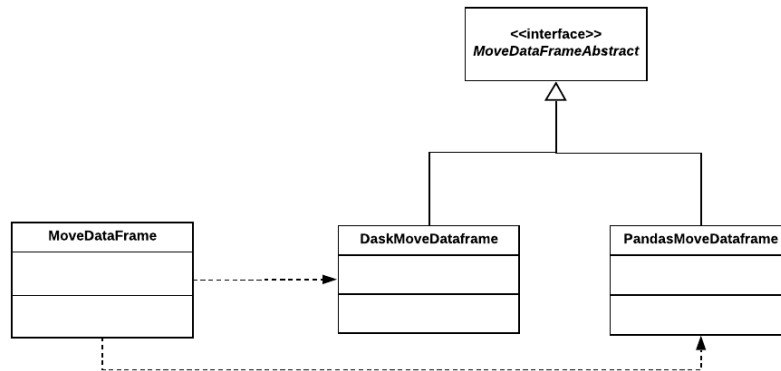 <<interface>>
MoveDataFrameAbstract
MoveDataFrame
DaskMoveDataframe
PandasMoveDataframe